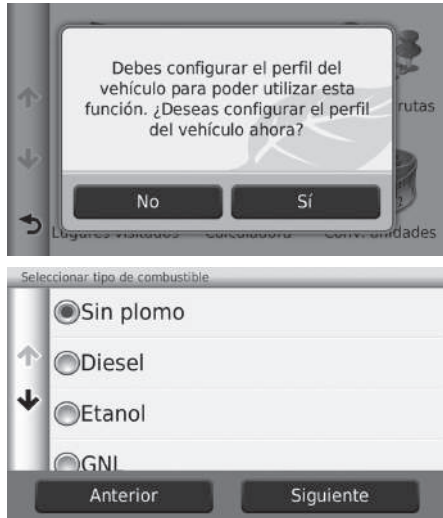 Debes configurar el perfil del
vehículo para poder utilizar esta
función. ¿Deseas configurar el perfil
del vehículo ahora?
rutas
No
Sí
Lugares visitados
Calculadora
Conv. unidades
Seleccionar tipo de combustible
Sin plomo
Diesel
Etanol
GNL
Anterior
Siguiente